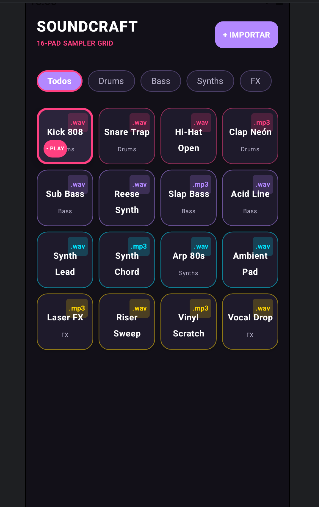 SOUNDCRAFT
16-PAD SAMPLER GRID
+ IMPORTAR
Todos
Drums
Bass
Synths
FX
.wav
Kick 808
PLAY
.wav
Snare Trap
Drums
.wav
Hi-Hat
Open
.mp3
Clap Neón
Drums
.wav
Sub Bass
Bass
.wav
Reese
Synth
.mp3
Slap Bass
Bass
.wav
Acid Line
Bass
.wav
Synth
Lead
.mp3
Synth
Chord
.wav
Arp 80s
Synths
.wav
Ambient
Pad
.mp3
Laser FX
FX
.wav
Riser
Sweep
.mp3
Vinyl
Scratch
.wav
Vocal Drop
FX